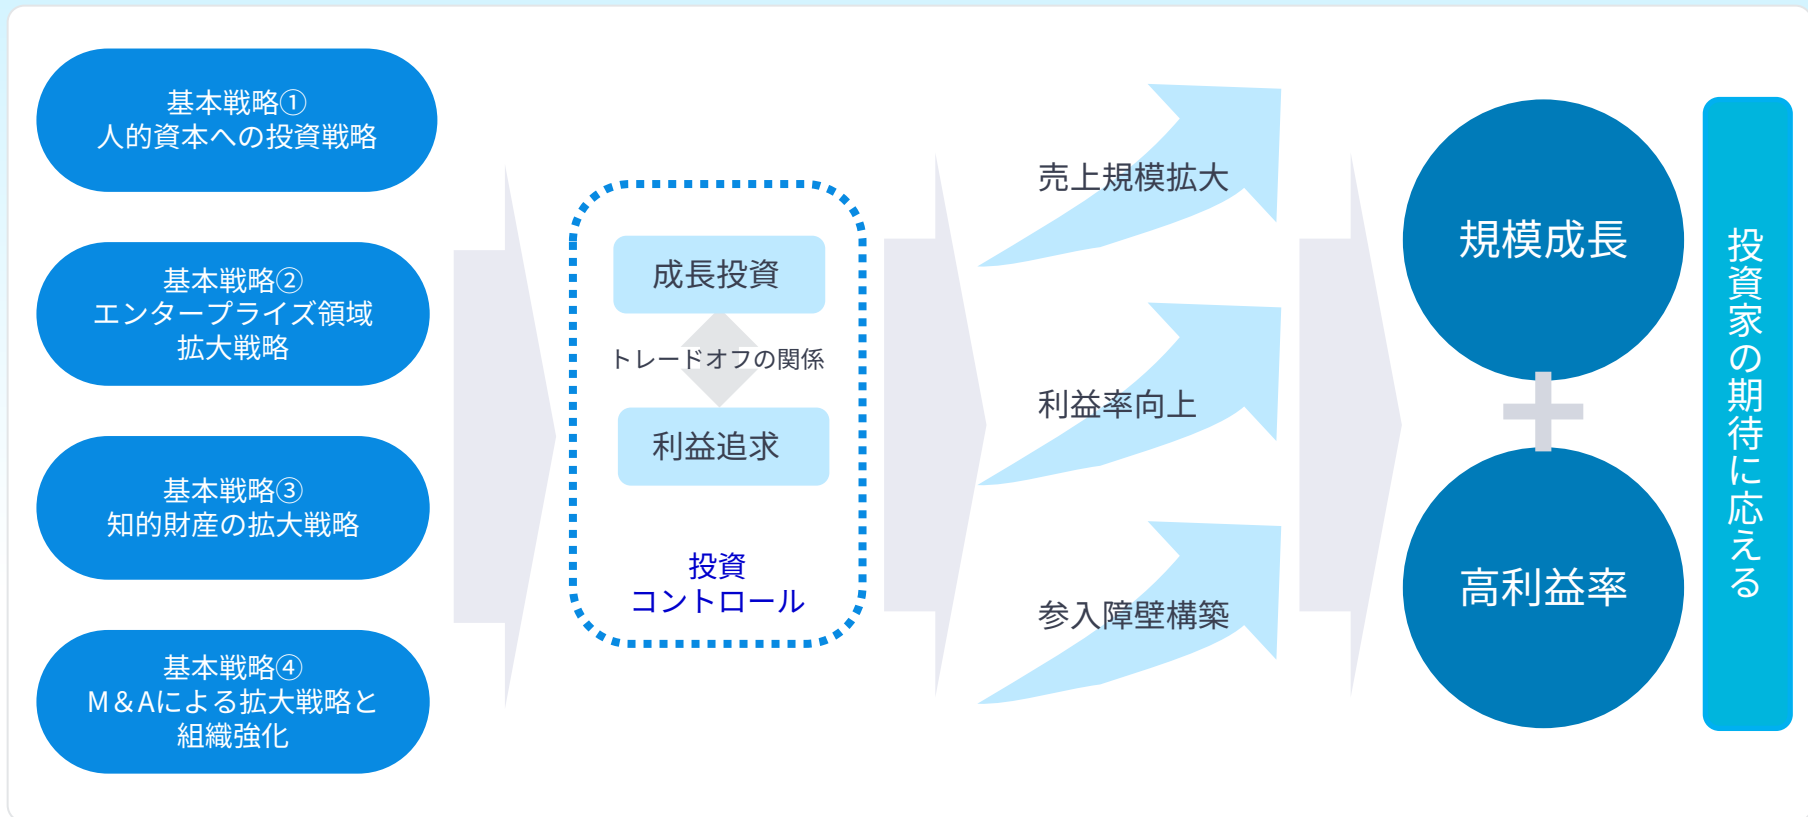 基本戦略①
人的資本への投資戦略
基本戦略②
エンタープライズ領域
拡大戦略
基本戦略③
知的財産の拡大戦略
基本戦略④
M＆Aによる拡大戦略と
組織強化
成長投資
トレードオフの関係
利益追求
投資
コントロール
売上規模拡大
利益率向上
参入障壁構築
規模成長
高利益率
投資家の期待に応える